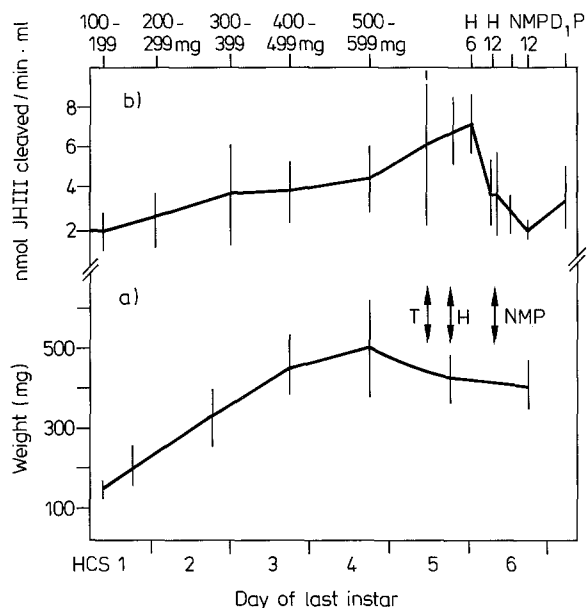 100- 200- 300- 400- 500- H H NMPD₁P
199 299mg 399 499mg 599mg 6 12 12
b)
nmol JHIII cleaved/min · ml
8
6
4
2
a)
T H NMP
Weight (mg)
500
300
100
HCS 1 2 3 4 5 6
Day of last instar